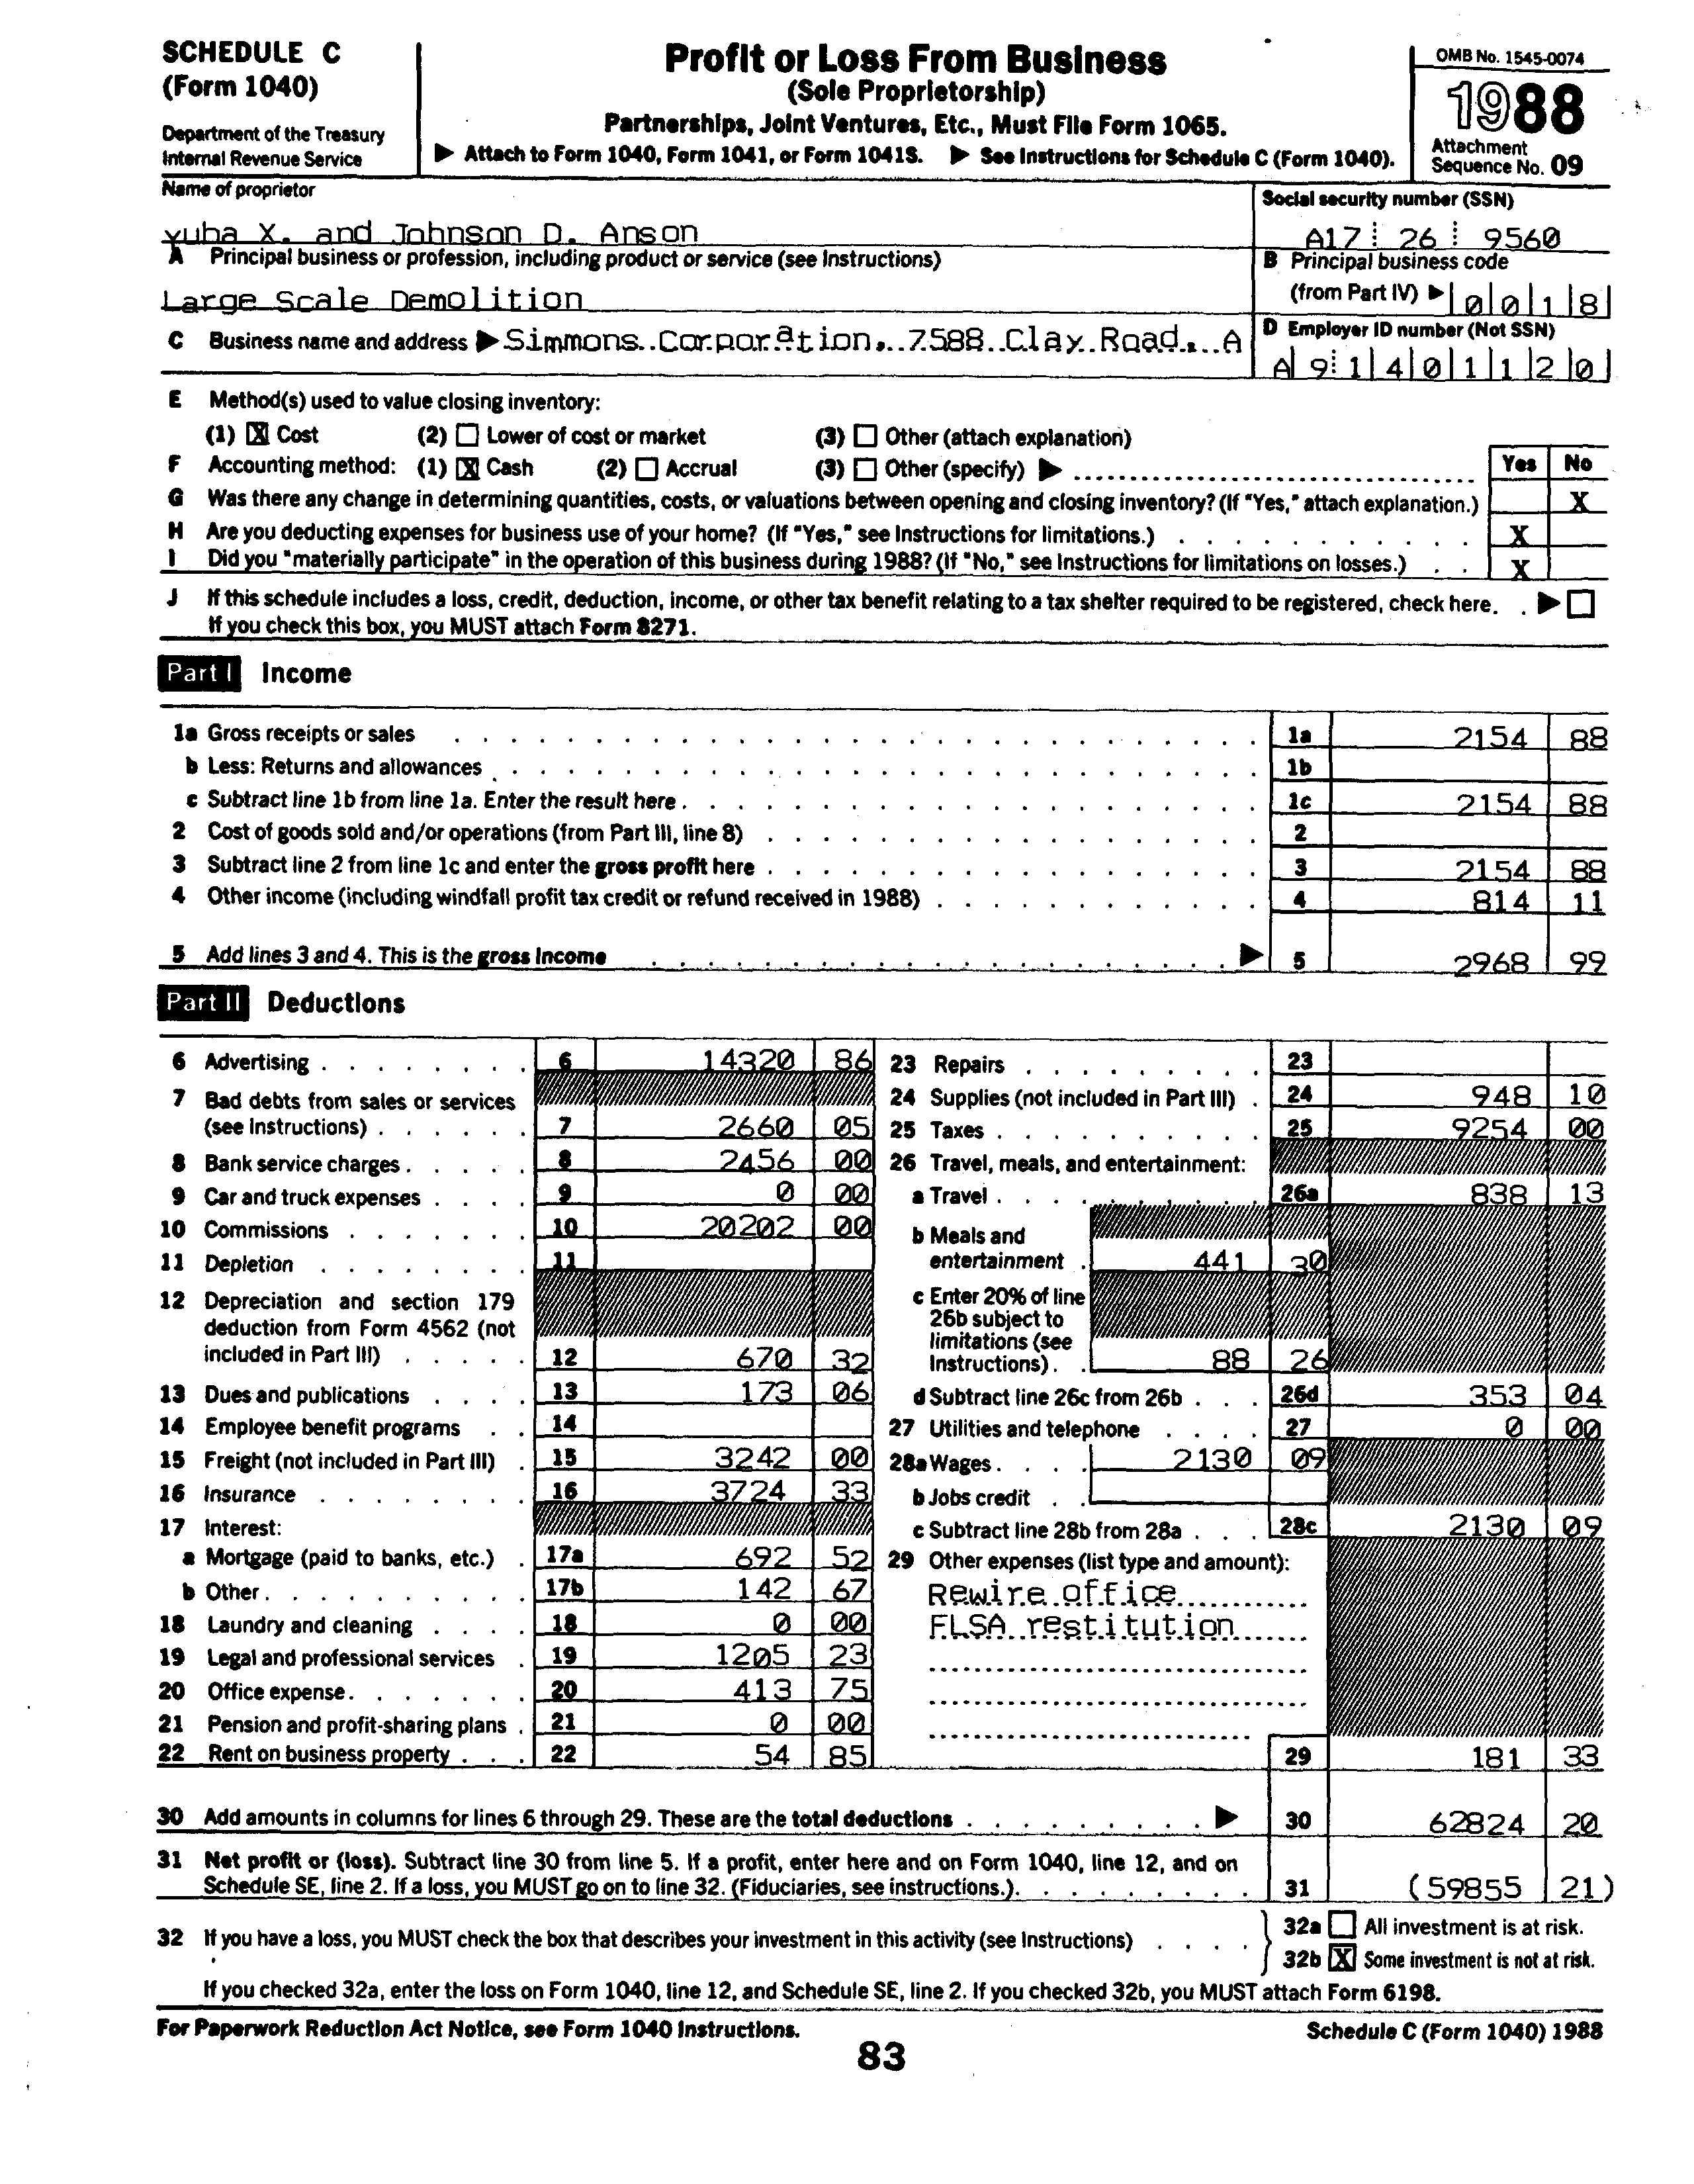 SCHEDULE C
(Form 1040)
Department of the Treasury
Internal Revenue Service
Profit or Loss From Business
(Sole Proprietorship)
Partnerships, Joint Ventures, Etc., Must File Form 1065.
▶ Attach to Form 1040, Form 1041, or Form 1041S. ▶ See Instructions for Schedule C (Form 1040).
OMB No. 1545-0074
1988
Attachment
Sequence No. 09
Name of proprietor
yuba X. and Johnson D. Anson
Social security number (SSN)
A17 26 9560
A Principal business or profession, including product or service (see Instructions)
Large Scale Demolition
B Principal business code
(from Part IV) ▶ 0018
C Business name and address ▶ Simmons Corporation, 7588 Clay Road, A
D Employer ID number (Not SSN)
A91401120
E Method(s) used to value closing inventory:
(1) [X] Cost (2) [ ] Lower of cost or market (3) [ ] Other (attach explanation)
F Accounting method: (1) [X] Cash (2) [ ] Accrual (3) [ ] Other (specify) ▶
Yes No
G Was there any change in determining quantities, costs, or valuations between opening and closing inventory? (If "Yes," attach explanation.) X
H Are you deducting expenses for business use of your home? (If "Yes," see Instructions for limitations.) X
I Did you "materially participate" in the operation of this business during 1988? (If "No," see Instructions for limitations on losses.) X
J If this schedule includes a loss, credit, deduction, income, or other tax benefit relating to a tax shelter required to be registered, check here. ▶ [ ]
If you check this box, you MUST attach Form 8271.
Part I Income
1a Gross receipts or sales 1a 2154 88
b Less: Returns and allowances 1b
c Subtract line 1b from line 1a. Enter the result here 1c 2154 88
2 Cost of goods sold and/or operations (from Part III, line 8) 2
3 Subtract line 2 from line 1c and enter the gross profit here 3 2154 88
4 Other income (including windfall profit tax credit or refund received in 1988) 4 814 11
5 Add lines 3 and 4. This is the gross income ▶ 5 2968 99
Part II Deductions
6 Advertising 6 14320 86
7 Bad debts from sales or services
(see Instructions) 7 2660 05
8 Bank service charges 8 2456 00
9 Car and truck expenses 9 0 00
10 Commissions 10 20202 00
11 Depletion 11
12 Depreciation and section 179
deduction from Form 4562 (not
included in Part III) 12 670 32
13 Dues and publications 13 173 06
14 Employee benefit programs 14
15 Freight (not included in Part III) 15 3242 00
16 Insurance 16 3724 33
17 Interest:
a Mortgage (paid to banks, etc.) 17a 692 52
b Other 17b 142 67
18 Laundry and cleaning 18 0 00
19 Legal and professional services 19 1205 23
20 Office expense 20 413 75
21 Pension and profit-sharing plans 21 0 00
22 Rent on business property 22 54 85
23 Repairs 23
24 Supplies (not included in Part III) 24 948 10
25 Taxes 25 9254 00
26 Travel, meals, and entertainment:
a Travel 26a 838 13
b Meals and
entertainment 441 30
c Enter 20% of line
26b subject to
limitations (see
Instructions) 88 26
d Subtract line 26c from 26b 26d 353 04
27 Utilities and telephone 27 0 00
28a Wages 2130 09
b Jobs credit
c Subtract line 28b from 28a 28c 2130 09
29 Other expenses (list type and amount):
Rewire office
FLSA restitution
29 181 33
30 Add amounts in columns for lines 6 through 29. These are the total deductions ▶ 30 62824 20
31 Net profit or (loss). Subtract line 30 from line 5. If a profit, enter here and on Form 1040, line 12, and on
Schedule SE, line 2. If a loss, you MUST go on to line 32. (Fiduciaries, see instructions.) 31 (59855 21)
32 If you have a loss, you MUST check the box that describes your investment in this activity (see Instructions)
32a [ ] All investment is at risk.
32b [X] Some investment is not at risk.
If you checked 32a, enter the loss on Form 1040, line 12, and Schedule SE, line 2. If you checked 32b, you MUST attach Form 6198.
For Paperwork Reduction Act Notice, see Form 1040 Instructions.
Schedule C (Form 1040) 1988
83